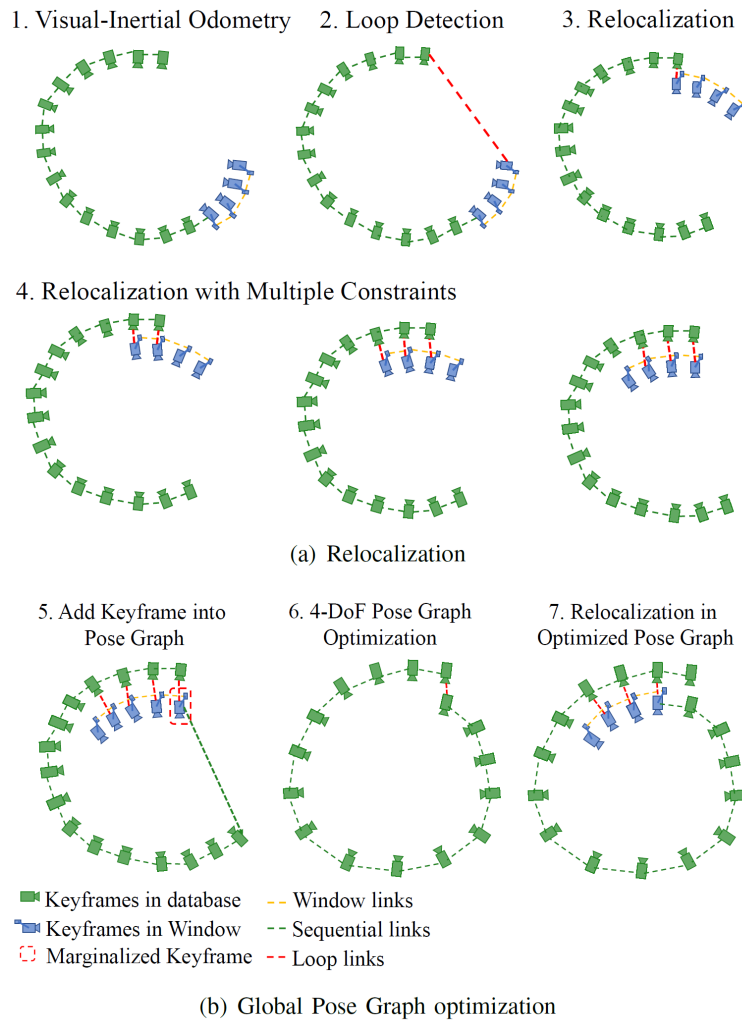 1. Visual-Inertial Odometry
2. Loop Detection
3. Relocalization
4. Relocalization with Multiple Constraints
(a) Relocalization
5. Add Keyframe into
Pose Graph
6. 4-DoF Pose Graph
Optimization
7. Relocalization in
Optimized Pose Graph
Keyframes in database
Keyframes in Window
Marginalized Keyframe
Window links
Sequential links
Loop links
(b) Global Pose Graph optimization